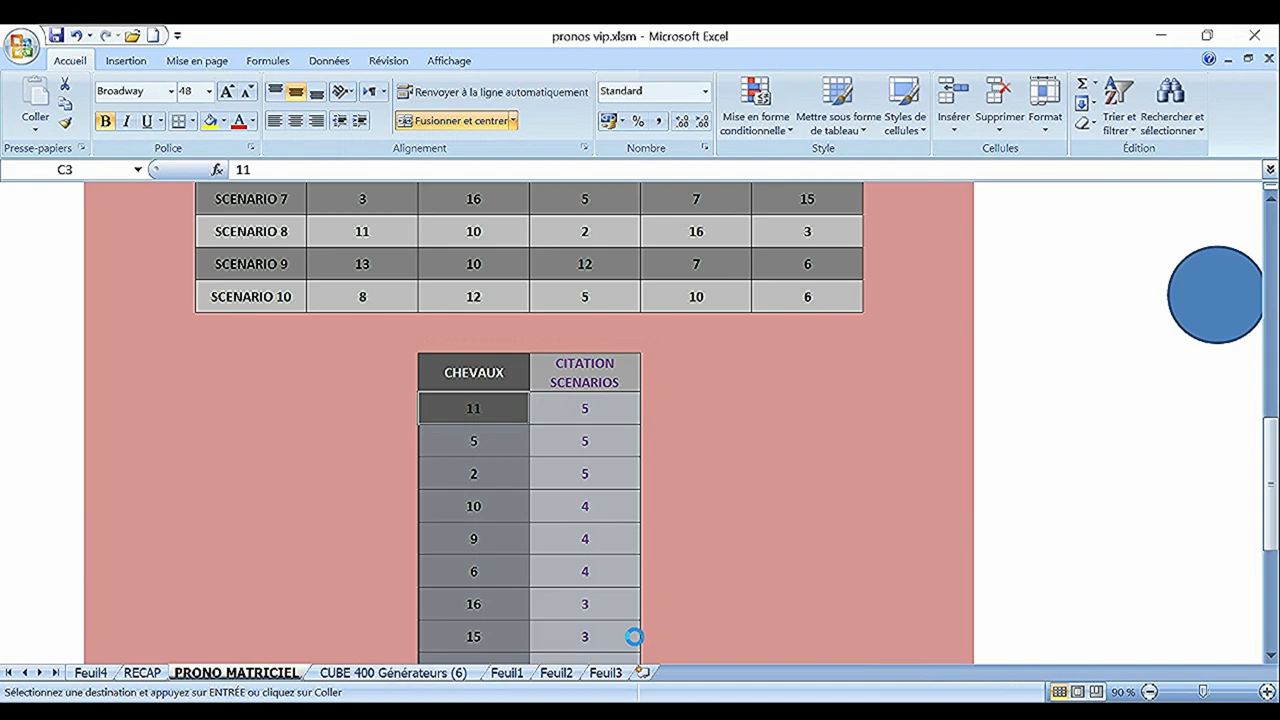 pronos vip.xlsm - Microsoft Excel
Accueil Insertion Mise en page Formules Données Révision Affichage
Broadway 48 Renvoyer à la ligne automatiquement Standard
Coller Fusionner et centrer Mise en forme conditionnelle Mettre sous forme de tableau Styles de cellules Insérer Supprimer Format Trier et filtrer Rechercher et sélectionner
Presse-papiers Police Alignement Nombre Style Cellules Édition
C3 fx 11
SCENARIO 7 3 16 5 7 15
SCENARIO 8 11 10 2 16 3
SCENARIO 9 13 10 12 7 6
SCENARIO 10 8 12 5 10 6
CHEVAUX CITATION SCENARIOS
11 5
5 5
2 5
10 4
9 4
6 4
16 3
15 3
Feuil4 RECAP PRONO MATRICIEL CUBE 400 Générateurs (6) Feuil1 Feuil2 Feuil3
Sélectionnez une destination et appuyez sur ENTRÉE ou cliquez sur Coller 90 %